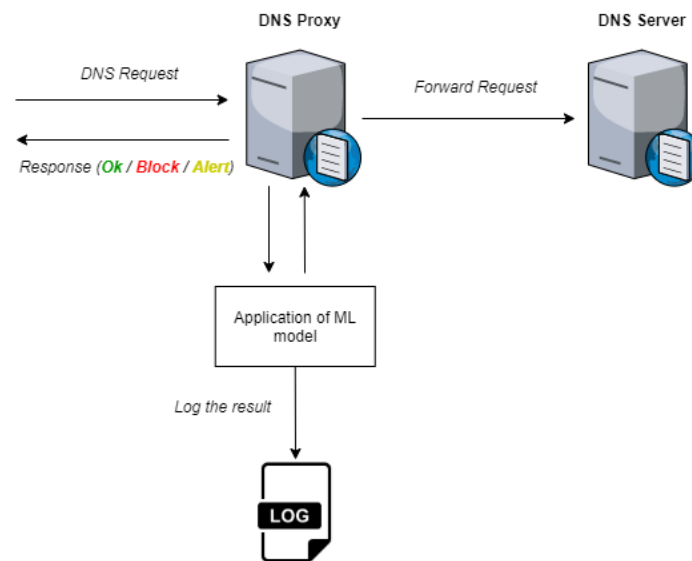 DNS Proxy
DNS Server
DNS Request
Forward Request
Response (Ok / Block / Alert)
Application of ML
model
Log the result
LOG